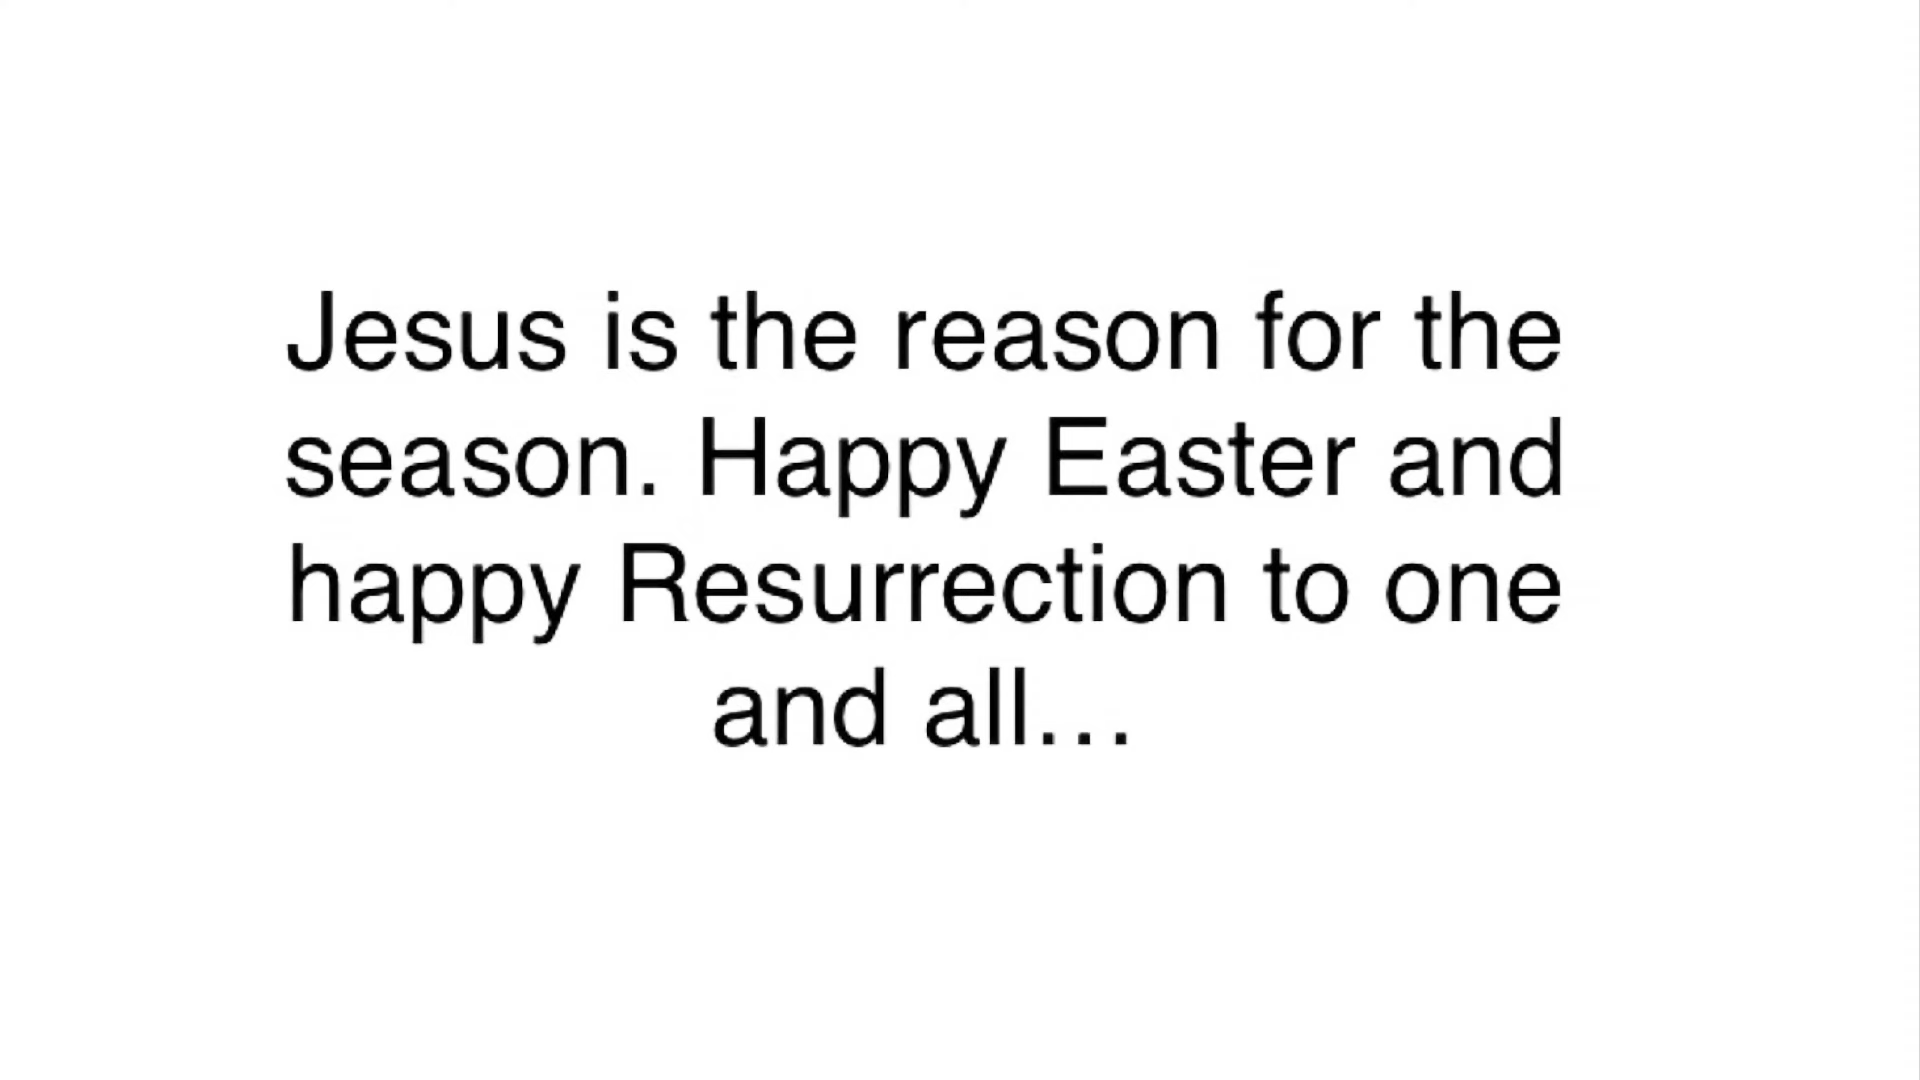 Jesus is the reason for the
season. Happy Easter and
happy Resurrection to one
and all...